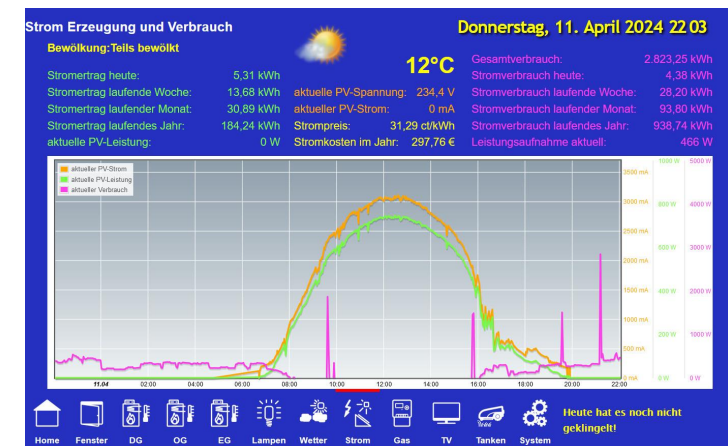 Strom Erzeugung und Verbrauch
Donnerstag, 11. April 2024 22 03
Bewölkung:Teils bewölkt
12°C
Stromertrag heute: 5,31 kWh
Stromertrag laufende Woche: 13,68 kWh
Stromertrag laufender Monat: 30,89 kWh
Stromertrag laufendes Jahr: 184,24 kWh
aktuelle PV-Leistung: 0 W
aktuelle PV-Spannung: 234,4 V
aktueller PV-Strom: 0 mA
Strompreis: 31,29 ct/kWh
Stromkosten im Jahr: 297,76 €
Gesamtverbrauch: 2.823,25 kWh
Stromverbrauch heute: 4,38 kWh
Stromverbrauch laufende Woche: 28,20 kWh
Stromverbrauch laufender Monat: 93,80 kWh
Stromverbrauch laufendes Jahr: 938,74 kWh
Leistungsaufnahme aktuell: 466 W
aktueller PV-Strom
aktuelle PV-Leistung
aktueller Verbrauch
1000 W 5000 W
3500 mA
3000 mA 800 W 4000 W
2500 mA
600 W 3000 W
2000 mA
1500 mA 400 W 2000 W
1000 mA
200 W 1000 W
500 mA
0 mA 0 W 0 W
11.04 02:00 04:00 06:00 08:00 10:00 12:00 14:00 16:00 18:00 20:00 22:00
Home Fenster DG OG EG Lampen Wetter Strom Gas TV Tanken System
Heute hat es noch nicht
geklingelt!